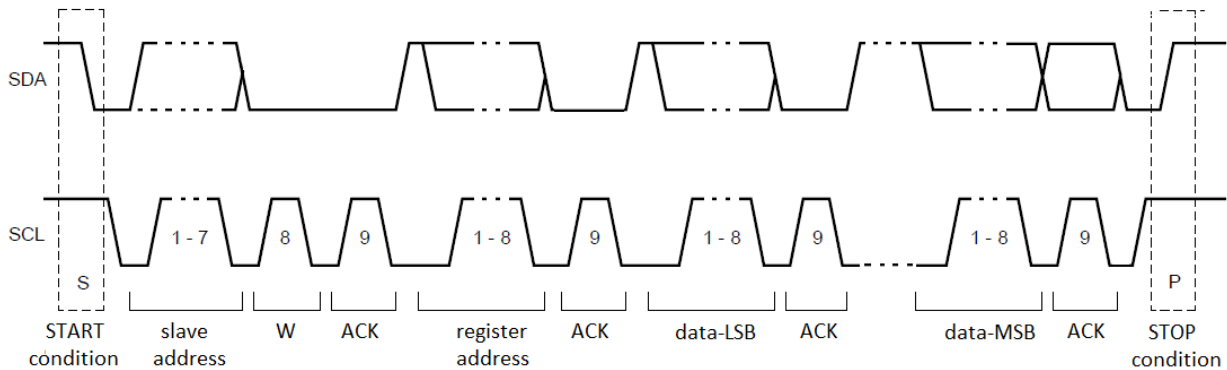 SDA
SCL
1 - 7 8 9 1 - 8 9 1 - 8 9 1 - 8 9
S P
START slave W ACK register ACK data-LSB ACK data-MSB ACK STOP
condition address address condition